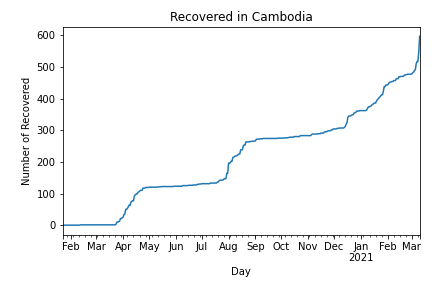 Recovered in Cambodia
600
500
400
300
200
100
0
Number of Recovered
Feb Mar Apr May Jun Jul Aug Sep Oct Nov Dec Jan Feb Mar
2021
Day